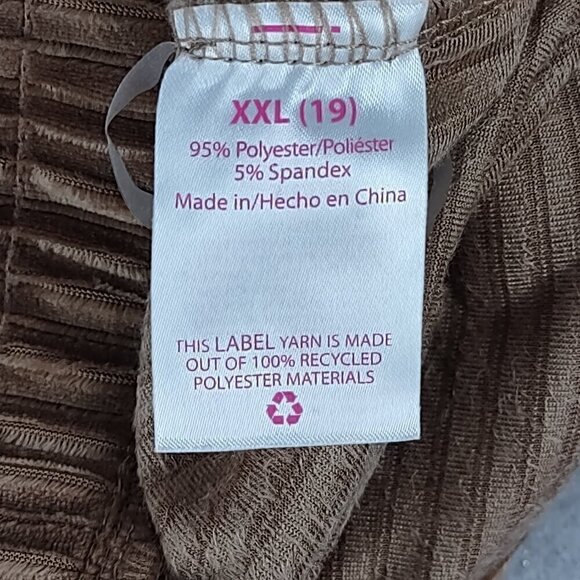 XXL (19)
95% Polyester/Poliéster
5% Spandex
Made in/Hecho en China
THIS LABEL YARN IS MADE
OUT OF 100% RECYCLED
POLYESTER MATERIALS